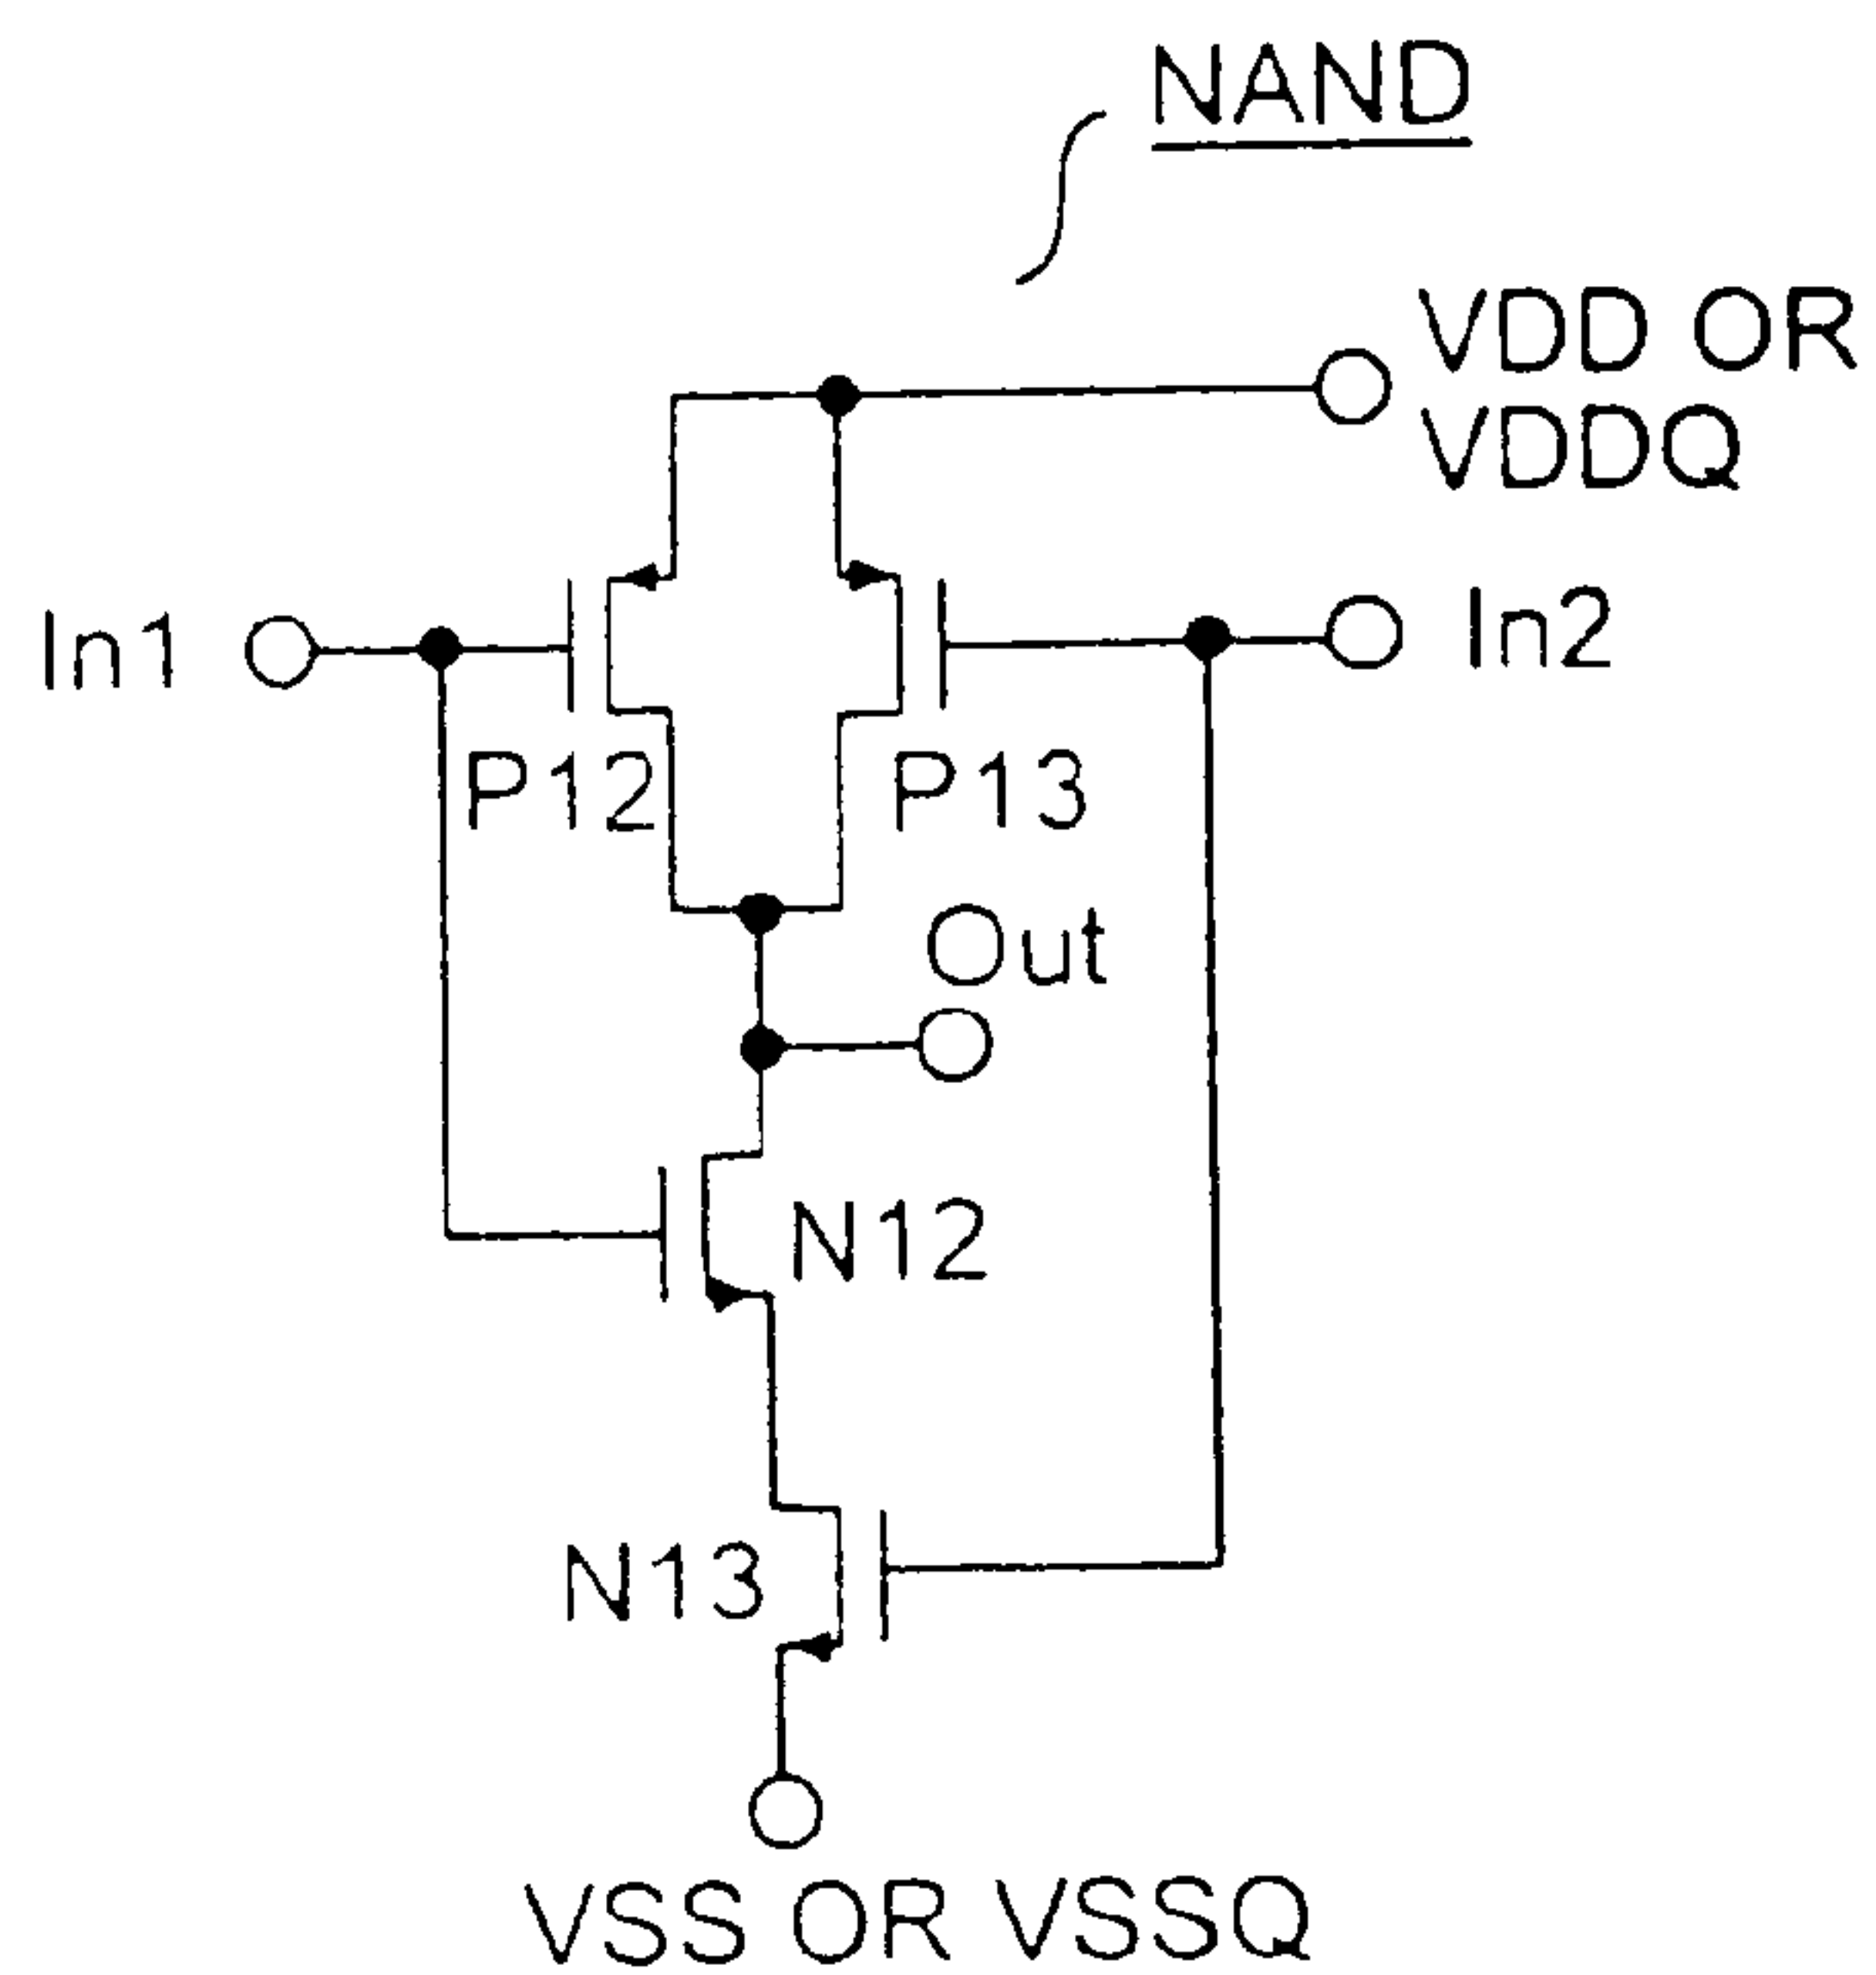 NAND
VDD OR
VDDQ
In1
In2
P12
P13
Out
N12
N13
VSS OR VSSQ